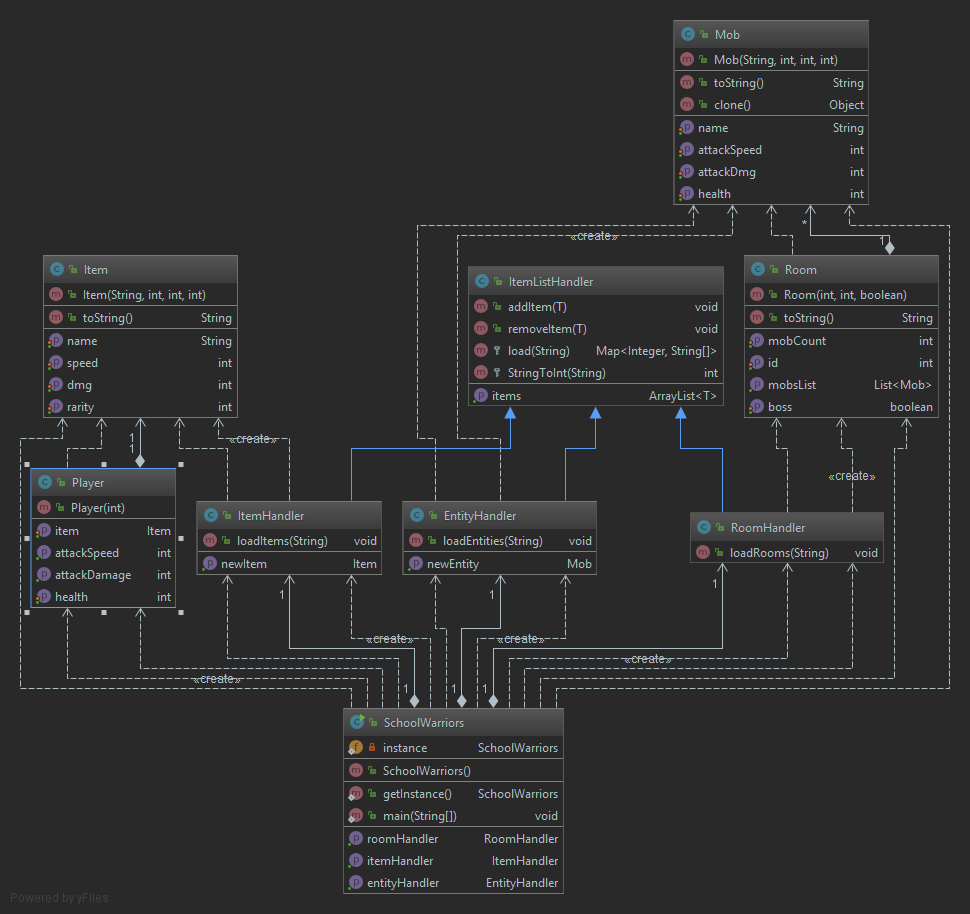 Mob
Mob(String, int, int, int)
toString() String
clone() Object
name String
attackSpeed int
attackDmg int
health int
*
1
«create»
Item
Item(String, int, int, int)
toString() String
name String
speed int
dmg int
rarity int
ItemListHandler
addItem(T) void
removeItem(T) void
load(String) Map<Integer, String[]>
StringToInt(String) int
items ArrayList<T>
Room
Room(int, int, boolean)
toString() String
mobCount int
id int
mobsList List<Mob>
boss boolean
1
1
«create»
«create»
Player
Player(int)
item Item
attackSpeed int
attackDamage int
health int
ItemHandler
loadItems(String) void
newItem Item
EntityHandler
loadEntities(String) void
newEntity Mob
RoomHandler
loadRooms(String) void
1
1
1
«create»
«create»
«create»
«create»
1
1
1
SchoolWarriors
instance SchoolWarriors
SchoolWarriors()
getInstance() SchoolWarriors
main(String[]) void
roomHandler RoomHandler
itemHandler ItemHandler
entityHandler EntityHandler
Powered by yFiles